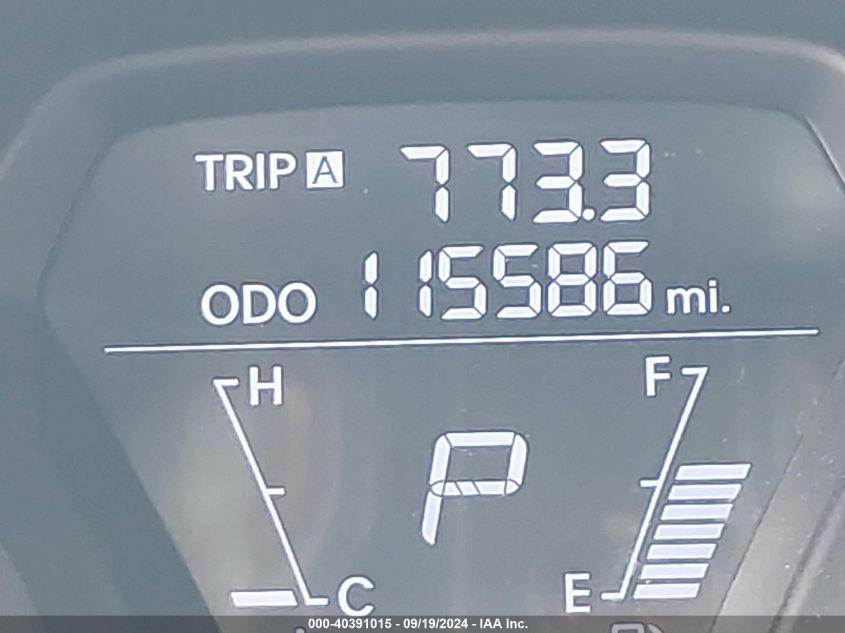 TRIP A 773.3
ODO 115586 mi.
H F
P
C E
000-40391015 - 09/19/2024 - IAA Inc.